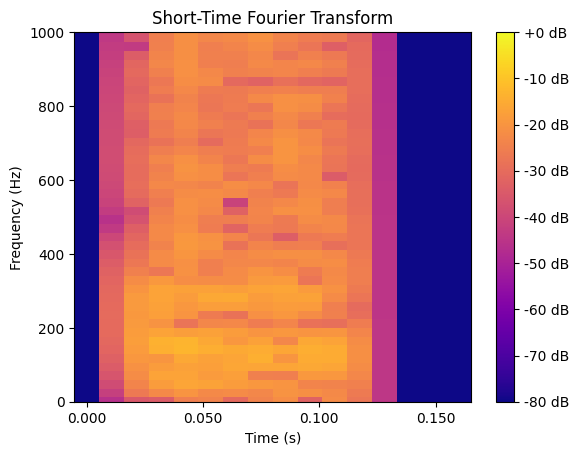 Short-Time Fourier Transform
1000
800
600
400
200
0
Frequency (Hz)
0.000
0.050
0.100
0.150
Time (s)
+0 dB
-10 dB
-20 dB
-30 dB
-40 dB
-50 dB
-60 dB
-70 dB
-80 dB